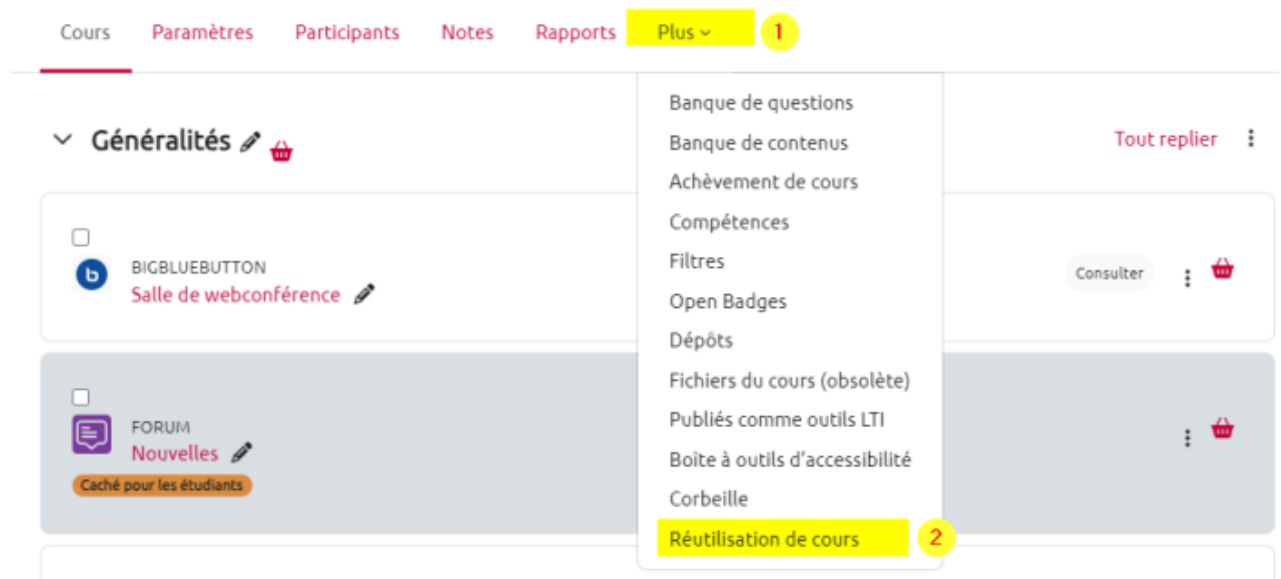 Cours Paramètres Participants Notes Rapports Plus 1
Banque de questions
Généralités
Tout replier
Banque de contenus
Achèvement de cours
Compétences
BIGBLUEBUTTON
Salle de webconférence
Filtres
Consulter
Open Badges
Dépôts
Fichiers du cours (obsolète)
FORUM
Nouvelles
Caché pour les étudiants
Publiés comme outils LTI
Boîte à outils d’accessibilité
Corbeille
Réutilisation de cours 2